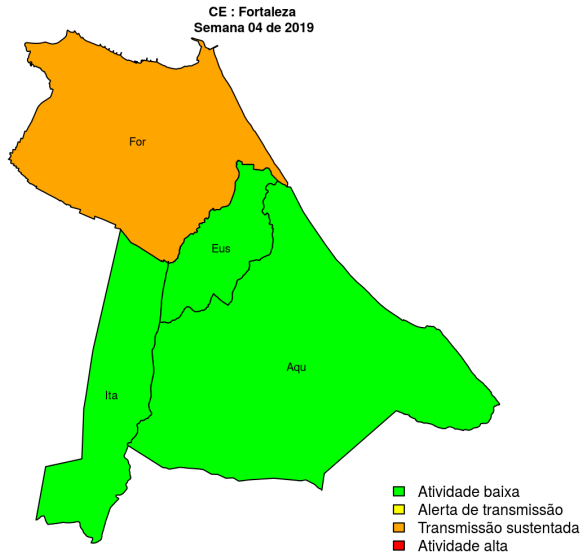 CE : Fortaleza
Semana 04 de 2019
For
Eus
Aqu
Ita
Atividade baixa
Alerta de transmissão
Transmissão sustentada
Atividade alta